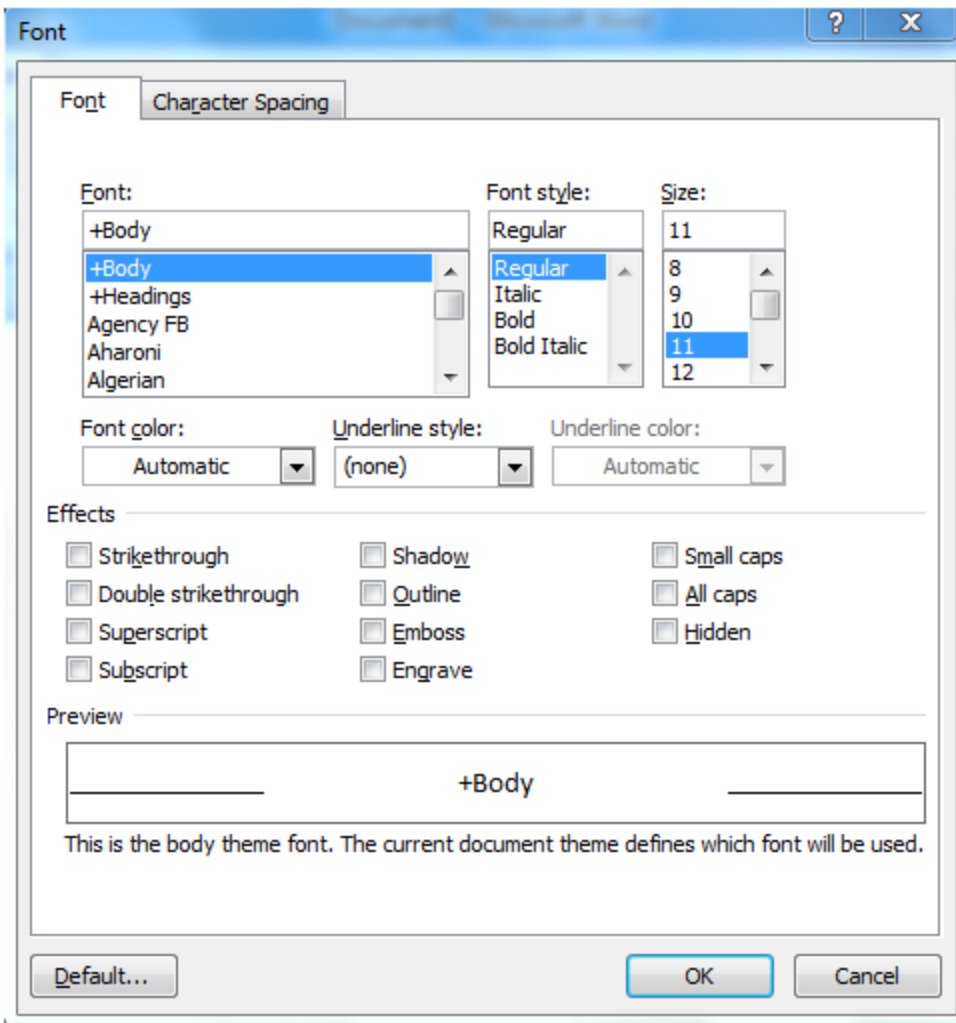 Document - Microsoft Word
Font
?
Font Character Spacing
Font: Font style: Size:
+Body Regular 11
+Body Regular 8
+Headings Italic 9
Agency FB Bold 10
Aharoni Bold Italic 11
Algerian 12
Font color: Underline style: Underline color:
Automatic (none) Automatic
Effects
Strikethrough Shadow Small caps
Double strikethrough Outline All caps
Superscript Emboss Hidden
Subscript Engrave
Preview
+Body
This is the body theme font. The current document theme defines which font will be used.
Default... OK Cancel